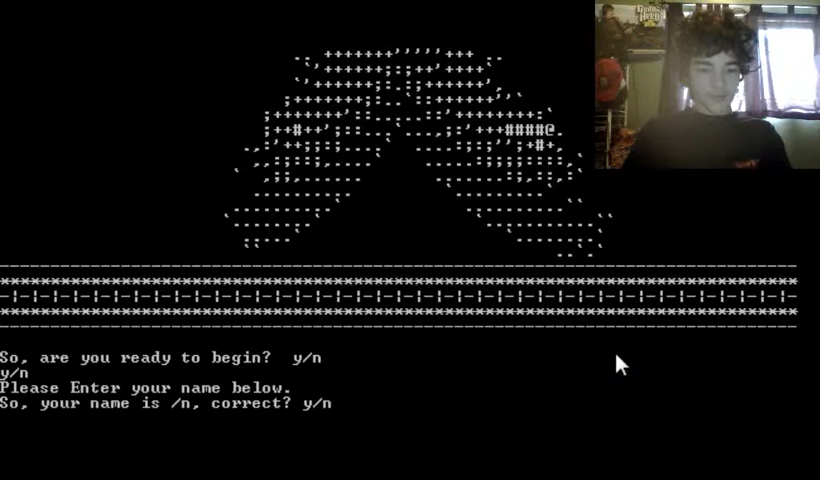 So, are you ready to begin?  y/n
y/n
Please Enter your name below.
So, your name is /n, correct? y/n